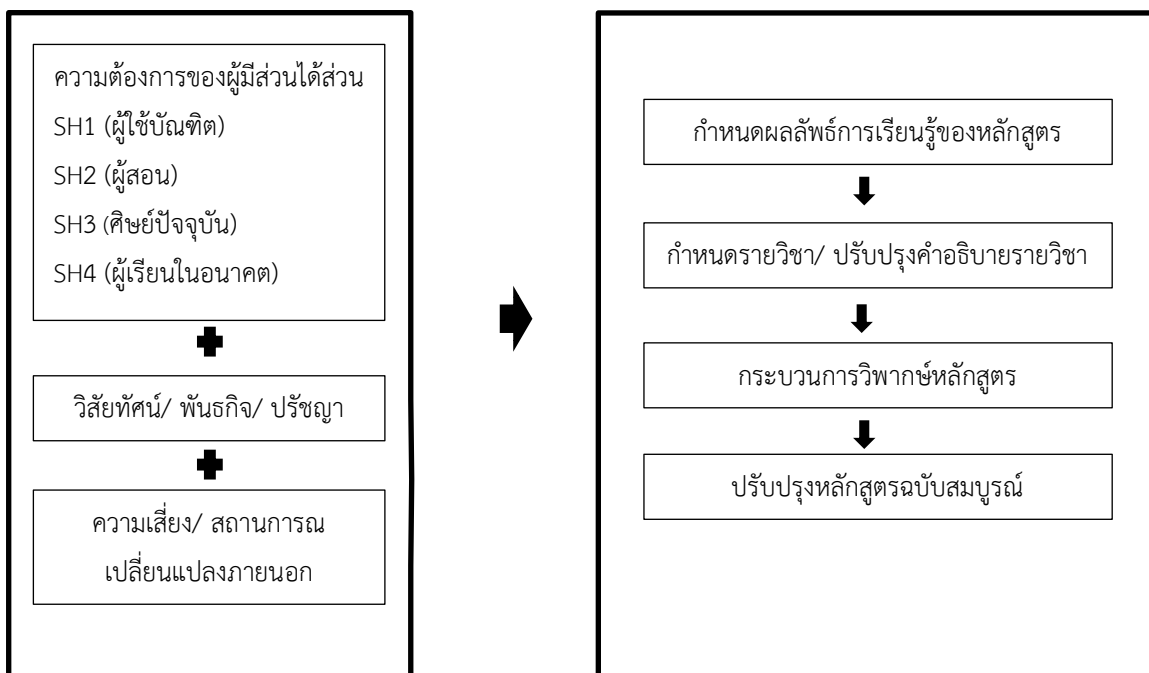 ความต้องการของผู้มีส่วนได้ส่วน
SH1 (ผู้ใช้บัณฑิต)
SH2 (ผู้สอน)
SH3 (ศิษย์ปัจจุบัน)
SH4 (ผู้เรียนในอนาคต)
วิสัยทัศน์/ พันธกิจ/ ปรัชญา
ความเสี่ยง/ สถานการณ
เปลี่ยนแปลงภายนอก
กำหนดผลลัพธ์การเรียนรู้ของหลักสูตร
กำหนดรายวิชา/ ปรับปรุงคำอธิบายรายวิชา
กระบวนการวิพากษ์หลักสูตร
ปรับปรุงหลักสูตรฉบับสมบูรณ์